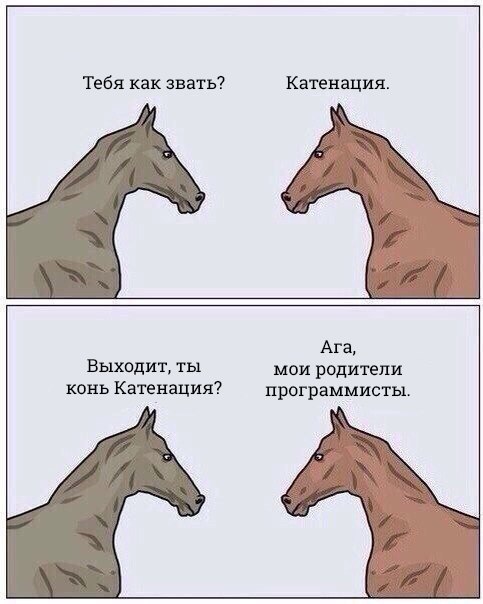 Тебя как звать?
Катенация.
Выходит, ты
конь Катенация?
Ага,
мои родители
программисты.